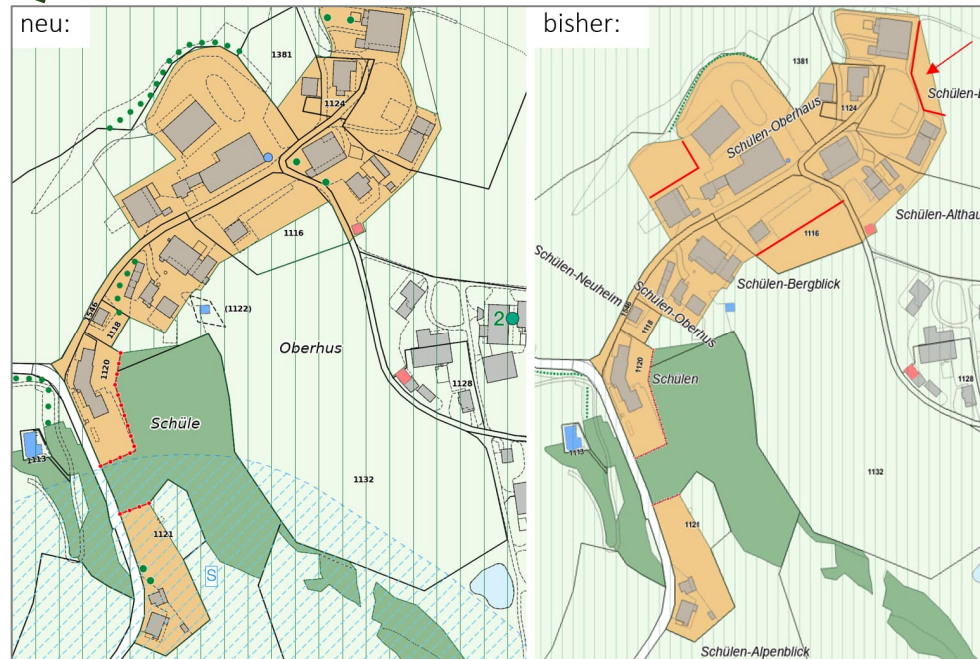 neu:
1381
1124
1116
1546
1118
(1122)
Oberhus
2
1120
1128
Schüle
1113
1132
1121
S
bisher:
1381
Schülen-Oberhaus
1124
Schülen-Althau
1116
Schülen-Neuheim
Schülen-Bergblick
Schülen-Oberhus
1118
1120
Schülen
1128
1113
1132
1121
Schülen-Alpenblick